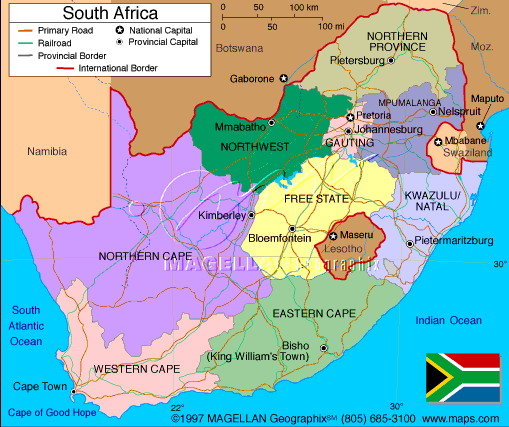 South Africa
0 50 100 km
0 50 100 mi
Primary Road
Railroad
Provincial Border
International Border
National Capital
Provincial Capital
Zim.
Botswana
Moz.
NORTHERN
PROVINCE
Pietersburg
Gaborone
MPUMALANGA
Maputo
Nelspruit
Pretoria
Mmabatho
Johannesburg
GAUTING
Mbabane
Swaziland
NORTHWEST
Namibia
FREE STATE
KWAZULU/
NATAL
Kimberley
Bloemfontein
Maseru
Lesotho
Pietermaritzburg
NORTHERN CAPE
MAGELLAN Geographix
30°
South
Atlantic
Ocean
EASTERN CAPE
Indian Ocean
Bisho
(King William's Town)
WESTERN CAPE
Cape Town
Cape of Good Hope
22°
30°
©1997 MAGELLAN Geographix℠ (805) 685-3100 www.maps.com